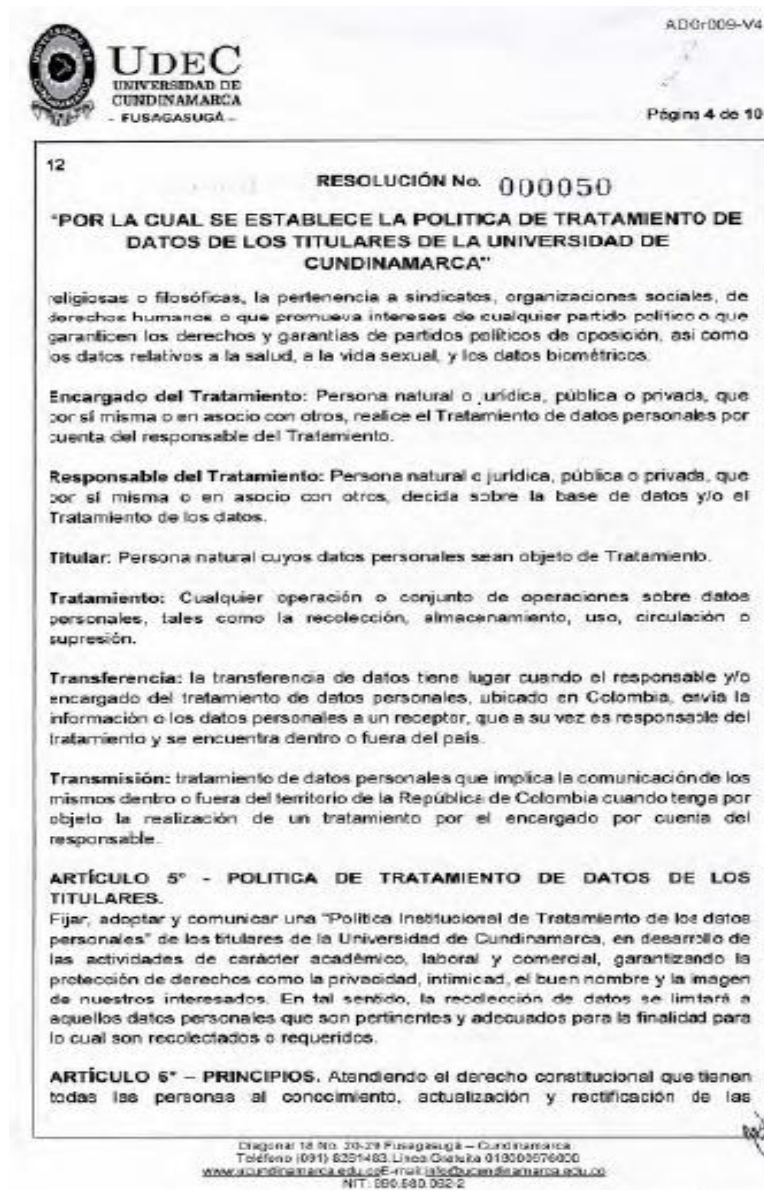 ADOr009-V4
UNIVERSIDAD DE
CUNDINAMARCA
UDEC
UNIVERSIDAD DE
CUNDINAMARCA
- FUSAGASUGÁ -
Página 4 de 10
12
RESOLUCIÓN No. 000050
"POR LA CUAL SE ESTABLECE LA POLITICA DE TRATAMIENTO DE
DATOS DE LOS TITULARES DE LA UNIVERSIDAD DE
CUNDINAMARCA"
religiosas o filosóficas, la pertenencia a sindicatos, organizaciones sociales, de
derechos humanos o que promueva intereses de cualquier partido político o que
garanticen los derechos y garantías de partidos políticos de oposición, así como
los datos relativos a la salud, a la vida sexual, y los datos biométricos.
Encargado del Tratamiento: Persona natural o jurídica, pública o privada, que
por sí misma o en asocio con otros, realice el Tratamiento de datos personales por
cuenta del responsable del Tratamiento.
Responsable del Tratamiento: Persona natural o jurídica, pública o privada, que
por sí misma o en asocio con otros, decida sobre la base de datos y/o el
Tratamiento de los datos.
Titular: Persona natural cuyos datos personales sean objeto de Tratamiento.
Tratamiento: Cualquier operación o conjunto de operaciones sobre datos
personales, tales como la recolección, almacenamiento, uso, circulación o
supresión.
Transferencia: la transferencia de datos tiene lugar cuando el responsable y/o
encargado del tratamiento de datos personales, ubicado en Colombia, envía la
información o los datos personales a un receptor, que a su vez es responsable del
tratamiento y se encuentra dentro o fuera del país.
Transmisión: tratamiento de datos personales que implica la comunicación de los
mismos dentro o fuera del territorio de la República de Colombia cuando tenga por
objeto la realización de un tratamiento por el encargado por cuenta del
responsable.
ARTÍCULO 5° - POLITICA DE TRATAMIENTO DE DATOS DE LOS
TITULARES.
Fijar, adoptar y comunicar una "Política Institucional de Tratamiento de los datos
personales" de los titulares de la Universidad de Cundinamarca, en desarrollo de
las actividades de carácter académico, laboral y comercial, garantizando la
protección de derechos como la privacidad, intimidad, el buen nombre y la imagen
de nuestros interesados. En tal sentido, la recolección de datos se limitará a
aquellos datos personales que son pertinentes y adecuados para la finalidad para
lo cual son recolectados o requeridos.
ARTÍCULO 6° – PRINCIPIOS. Atendiendo el derecho constitucional que tienen
todas las personas al conocimiento, actualización y rectificación de las
Diagonal 18 No. 20-29 Fusagasugá – Cundinamarca
Teléfono (091) 8281483 Línea Gratuita 018000976000
www.ucundinamarca.edu.co E-mail: info@ucundinamarca.edu.co
NIT: 890.680.062-2